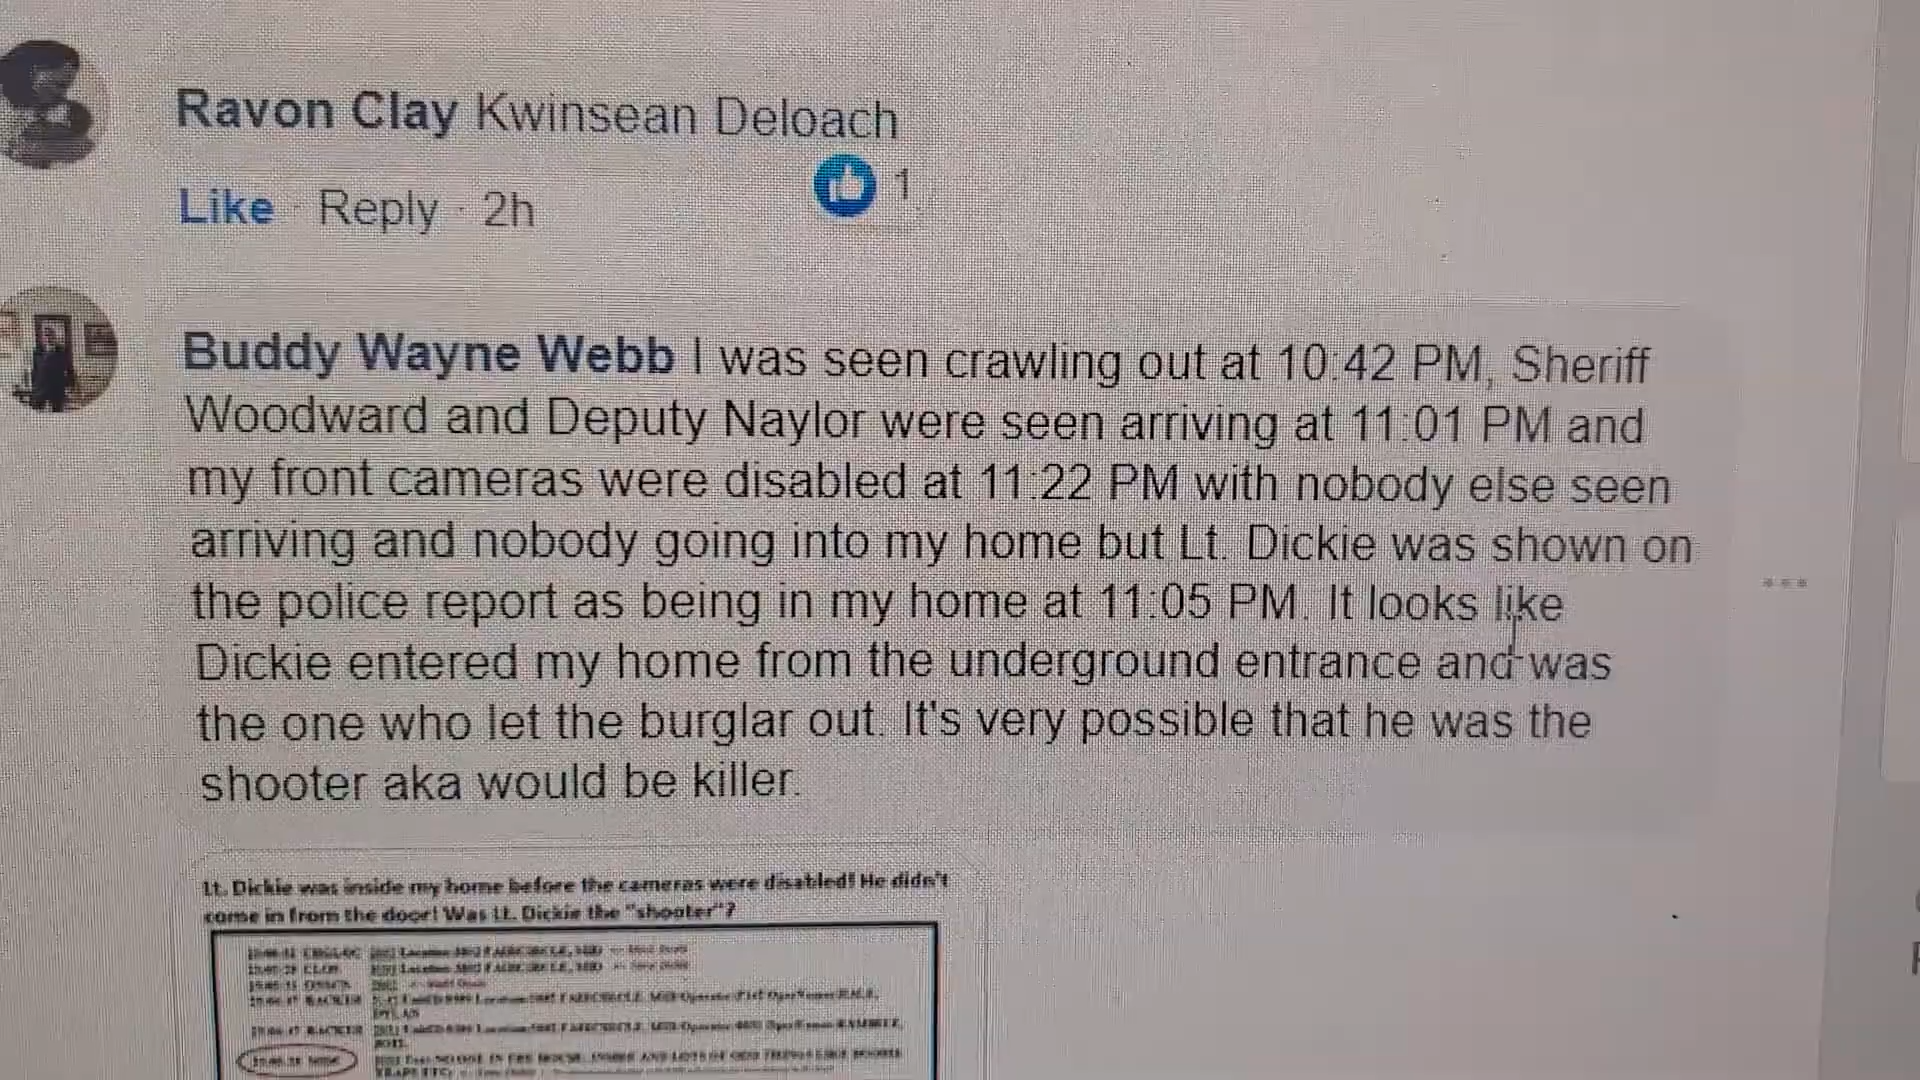 Ravon Clay Kwinsean Deloach
Like · Reply · 2h
1
Buddy Wayne Webb I was seen crawling out at 10:42 PM, Sheriff
Woodward and Deputy Naylor were seen arriving at 11:01 PM and
my front cameras were disabled at 11:22 PM with nobody else seen
arriving and nobody going into my home but Lt. Dickie was shown on
the police report as being in my home at 11:05 PM. It looks like
Dickie entered my home from the underground entrance and was
the one who let the burglar out. It's very possible that he was the
shooter aka would be killer.
Lt. Dickie was inside my home before the cameras were disabled! He didn't
come in from the door! Was Lt. Dickie the "shooter"?